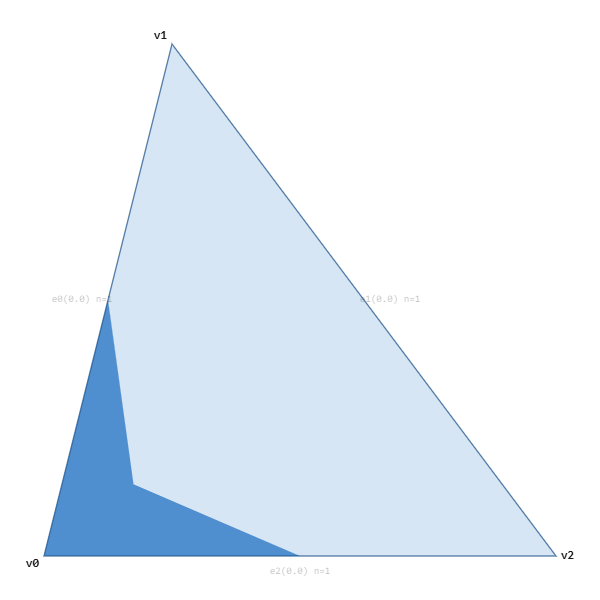 v1
e0(0.0) n=1
e1(0.0) n=1
v0
v2
e2(0.0) n=1